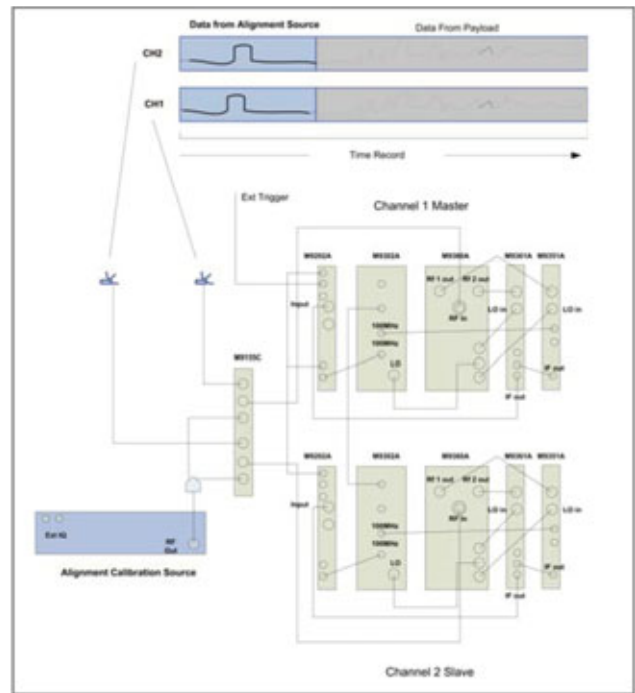 Data from Alignment Source
Data From Payload
CH2
CH1
Time Record
Ext Trigger
Channel 1 Master
M9202A
M9302A
M9360A
M9361A
M9351A
RF 1 out
RF 2 out
Input
LO in
LO in
RF in
100MHz
100MHz
LO
IF out
IF out
M9155C
M9202A
M9302A
M9360A
M9361A
M9351A
RF 1 out
RF 2 out
Input
LO in
LO in
RF in
100MHz
100MHz
LO
IF out
IF out
Ext IQ
RF
Out
Alignment Calibration Source
Channel 2 Slave